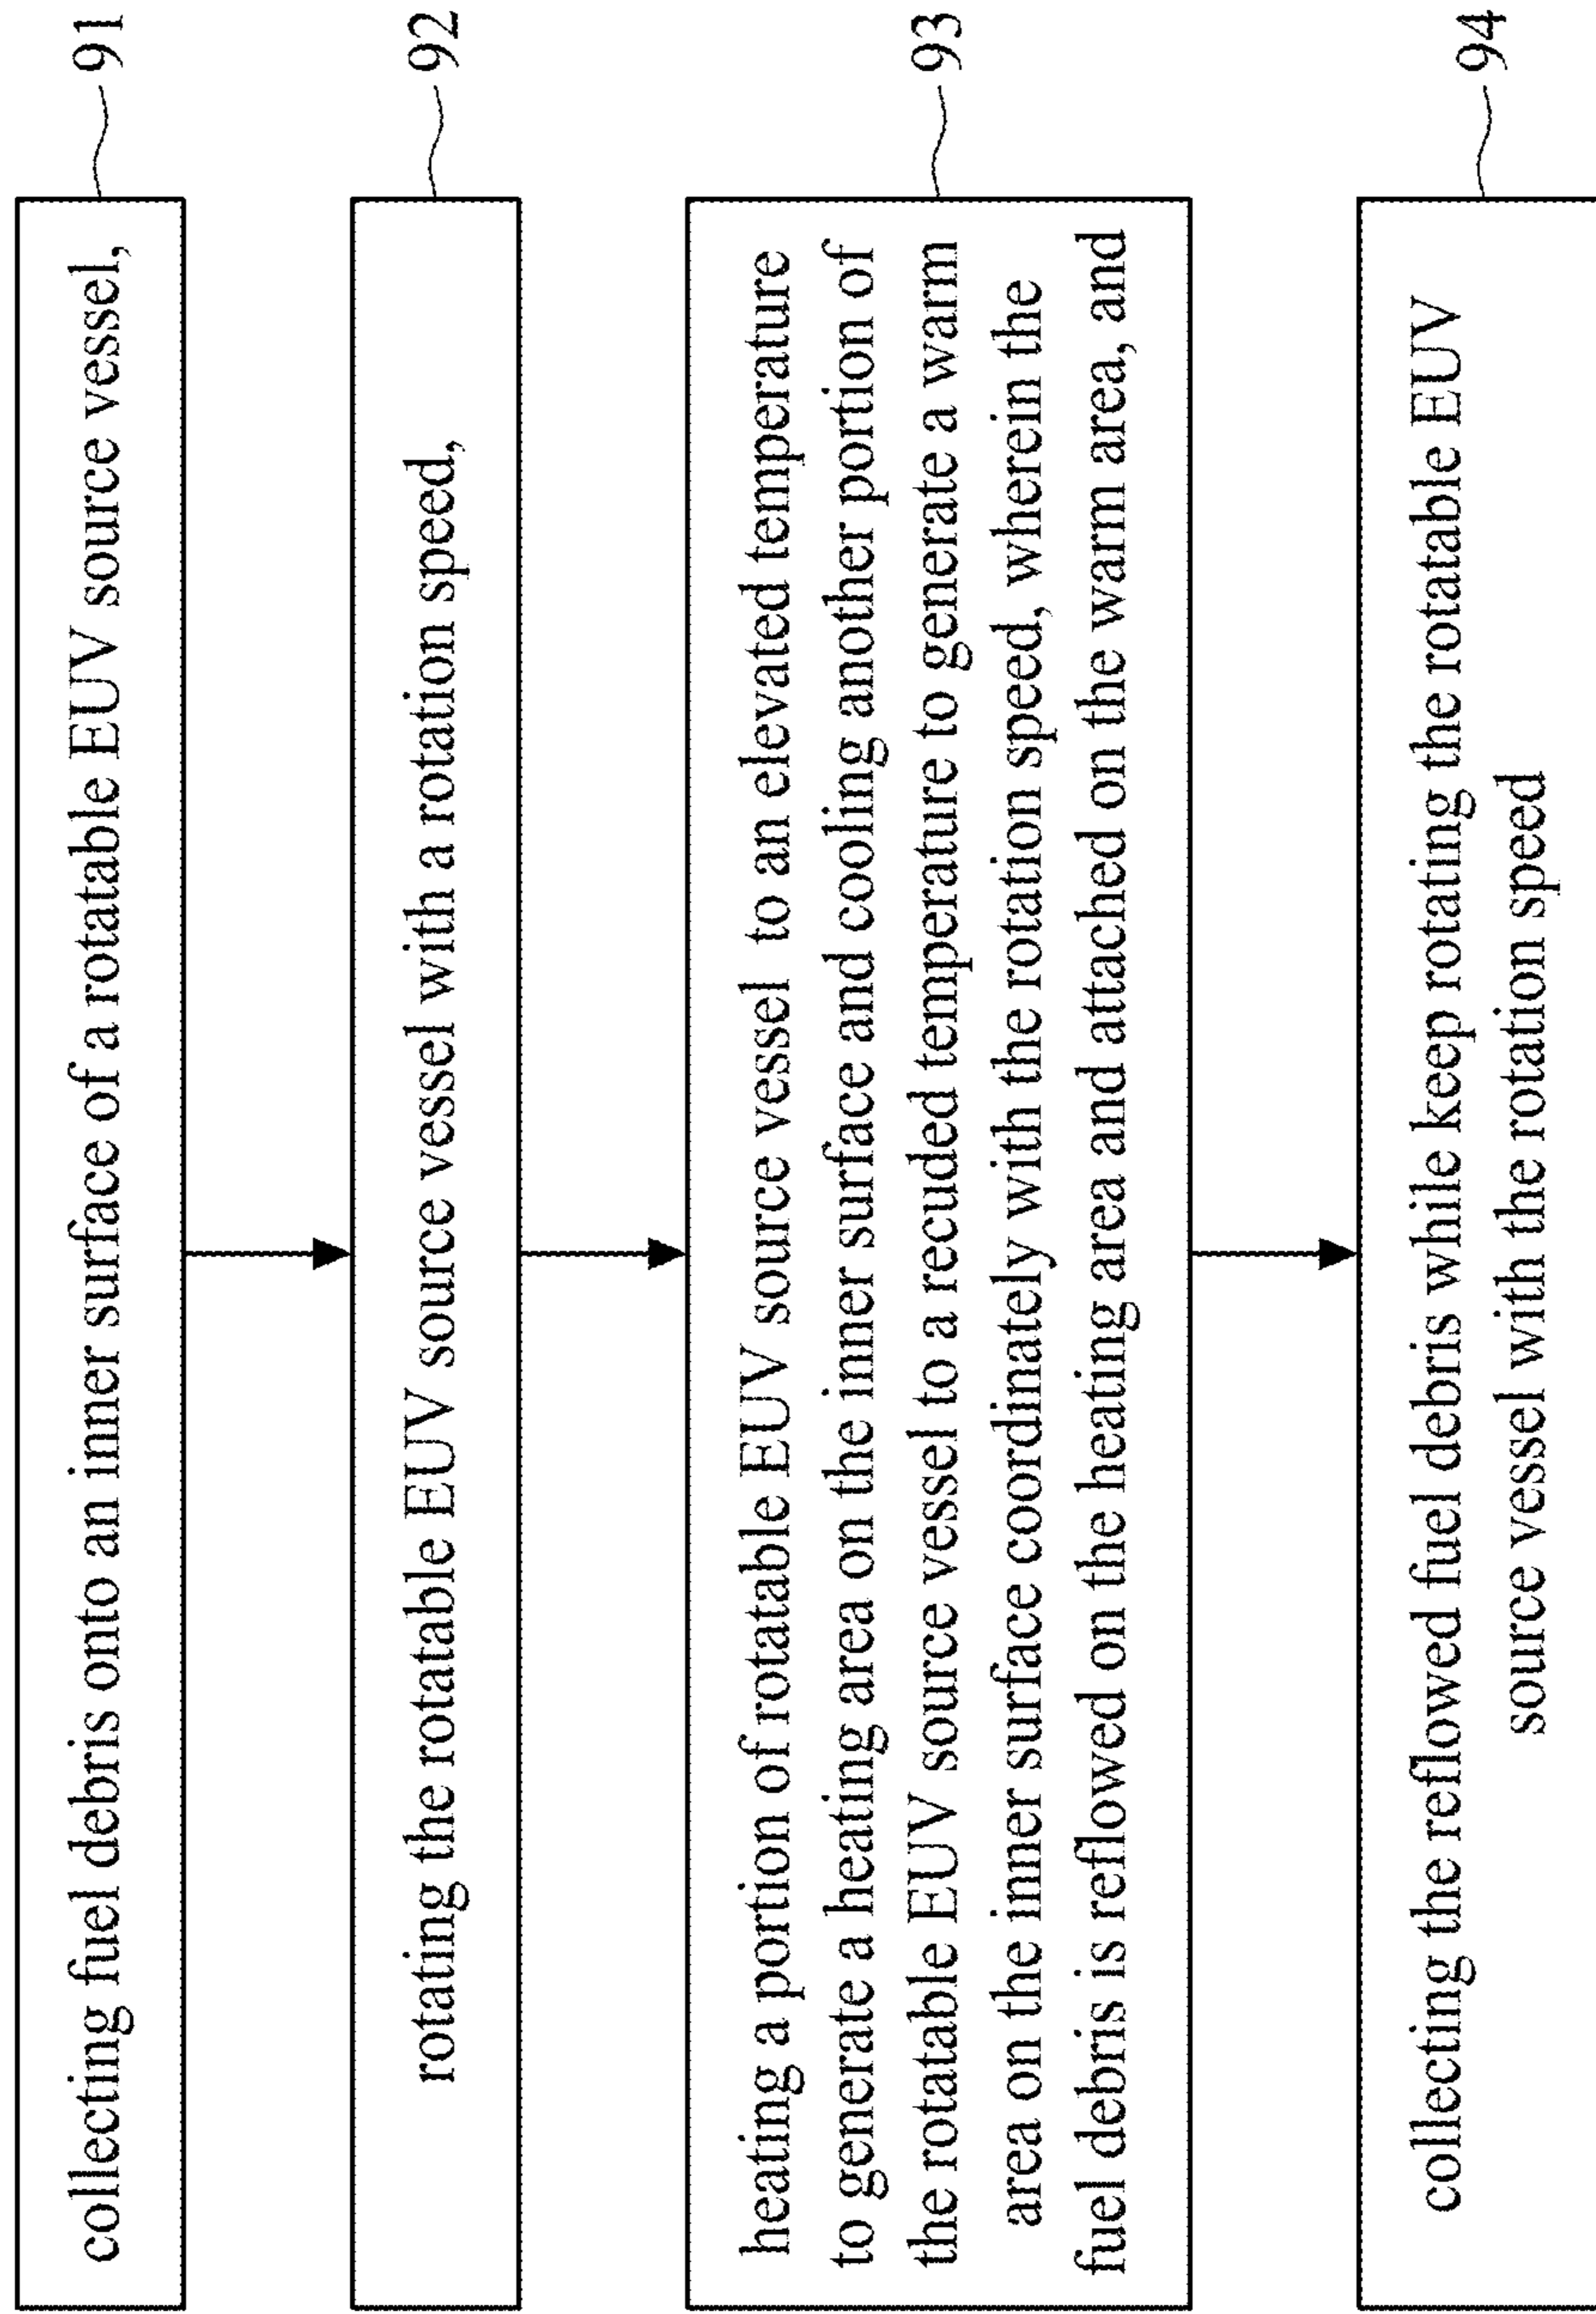 collecting fuel debris onto an inner surface of a rotatable EUV source vessel,
91
rotating the rotatable EUV source vessel with a rotation speed,
92
heating a portion of rotatable EUV source vessel to an elevated temperature
to generate a heating area on the inner surface and cooling another portion of
the rotatable EUV source vessel to a recuded temperature to generate a warm
area on the inner surface coordinately with the rotation speed, wherein the
fuel debris is reflowed on the heating area and attached on the warm area, and
93
collecting the reflowed fuel debris while keep rotating the rotatable EUV
source vessel with the rotation speed
94